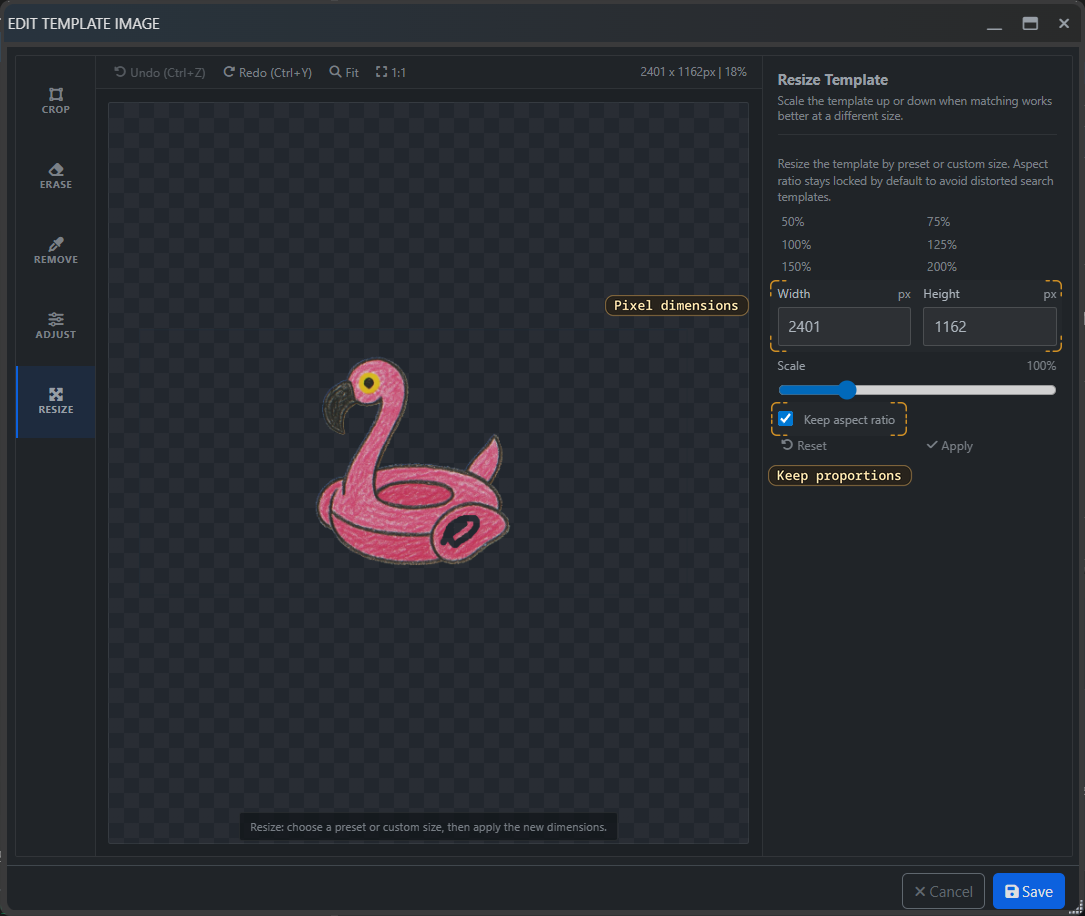 EDIT TEMPLATE IMAGE
Undo (Ctrl+Z) Redo (Ctrl+Y) Fit 1:1 2401 x 1162px | 18%
CROP
ERASE
REMOVE
ADJUST
RESIZE
Resize: choose a preset or custom size, then apply the new dimensions.
Resize Template
Scale the template up or down when matching works
better at a different size.
Resize the template by preset or custom size. Aspect
ratio stays locked by default to avoid distorted search
templates.
50% 75%
100% 125%
150% 200%
Width px Height px
Pixel dimensions
2401 1162
Scale 100%
Keep aspect ratio
Reset Apply
Keep proportions
Cancel Save